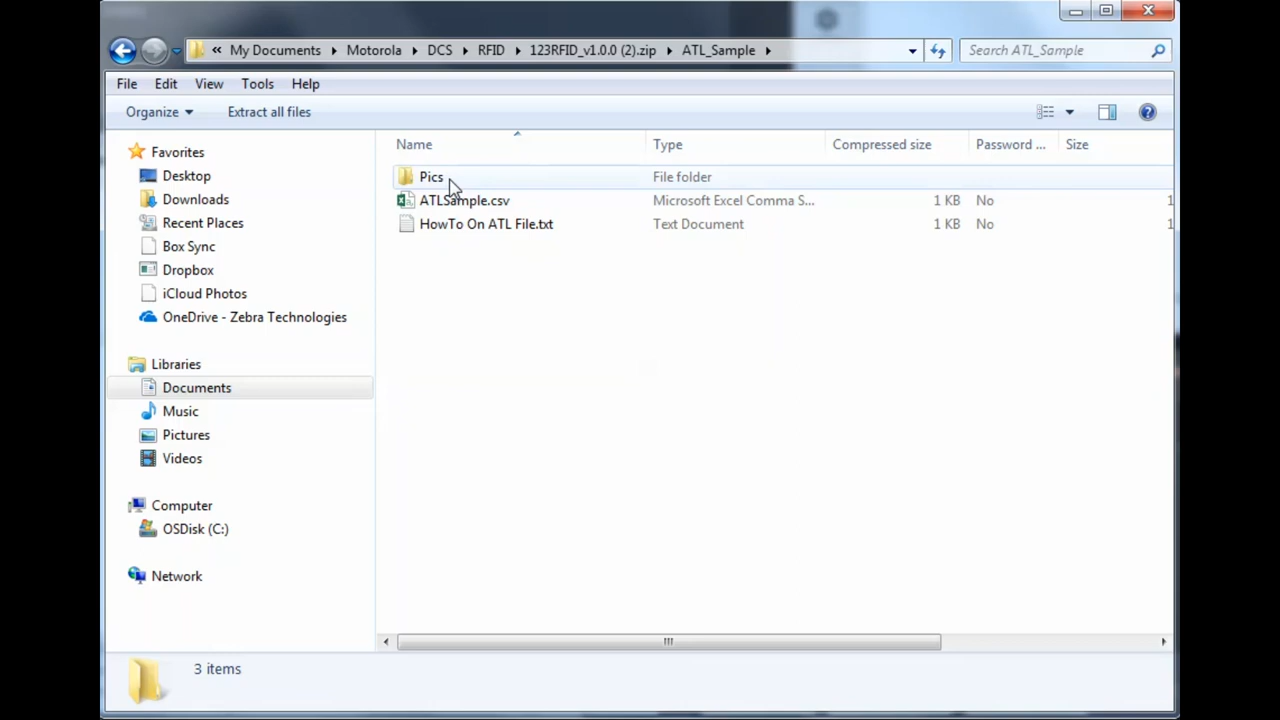 « My Documents ▸ Motorola ▸ DCS ▸ RFID ▸ 123RFID_v1.0.0 (2).zip ▸ ATL_Sample ▸
Search ATL_Sample
File Edit View Tools Help
Organize Extract all files
Name Type Compressed size Password ... Size
Pics File folder
ATLSample.csv Microsoft Excel Comma S... 1 KB No 1
HowTo On ATL File.txt Text Document 1 KB No 1
Favorites
Desktop
Downloads
Recent Places
Box Sync
Dropbox
iCloud Photos
OneDrive - Zebra Technologies
Libraries
Documents
Music
Pictures
Videos
Computer
OSDisk (C:)
Network
3 items